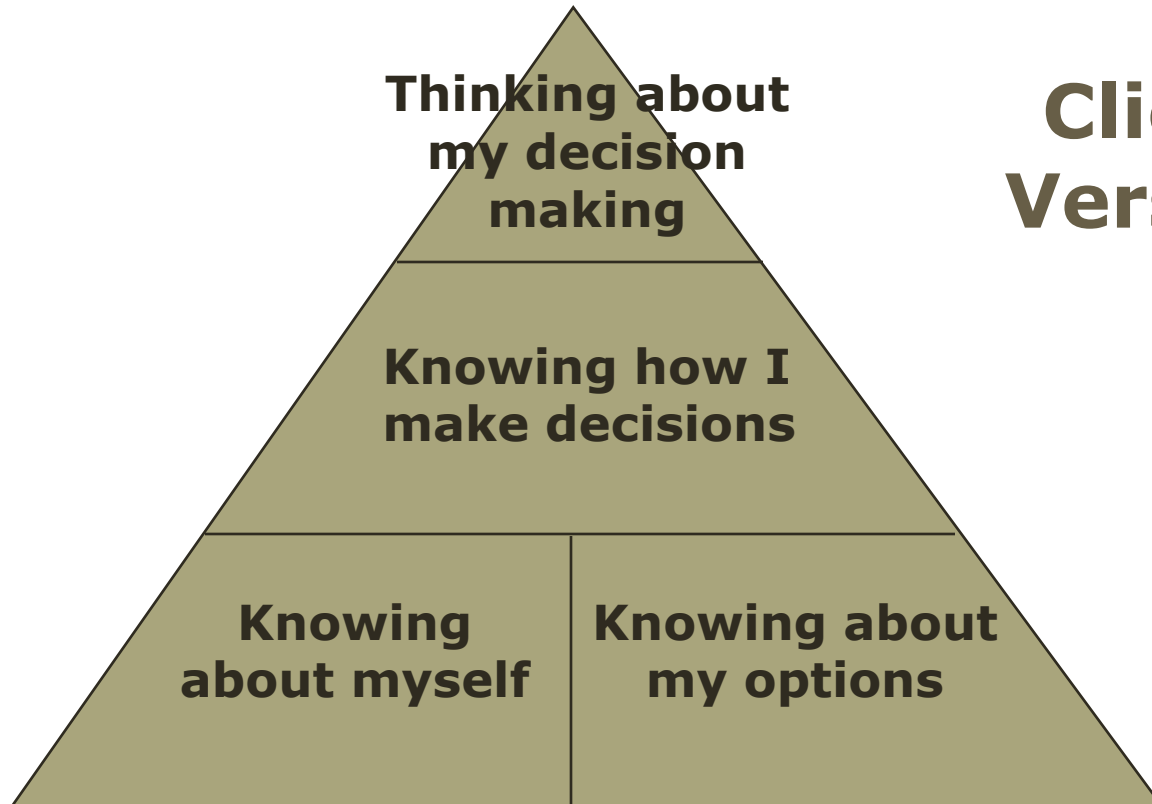 Thinking about
my decision
making
Knowing how I
make decisions
Knowing
about myself
Knowing about
my options